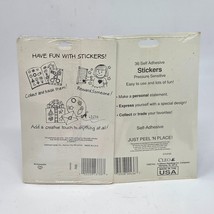 HAVE FUN WITH STICKERS!
Collect and trade them!
Reward Someone!
Add a creative touch to anything at all!
36 Self Adhesive
Stickers
Pressure Sensitive
Easy to use and lots of fun!
• Make a personal statement.
• Express yourself with a special design!
• Collect or trade your favorites!
Self-Adhesive
JUST PEEL 'N PLACE!
USA